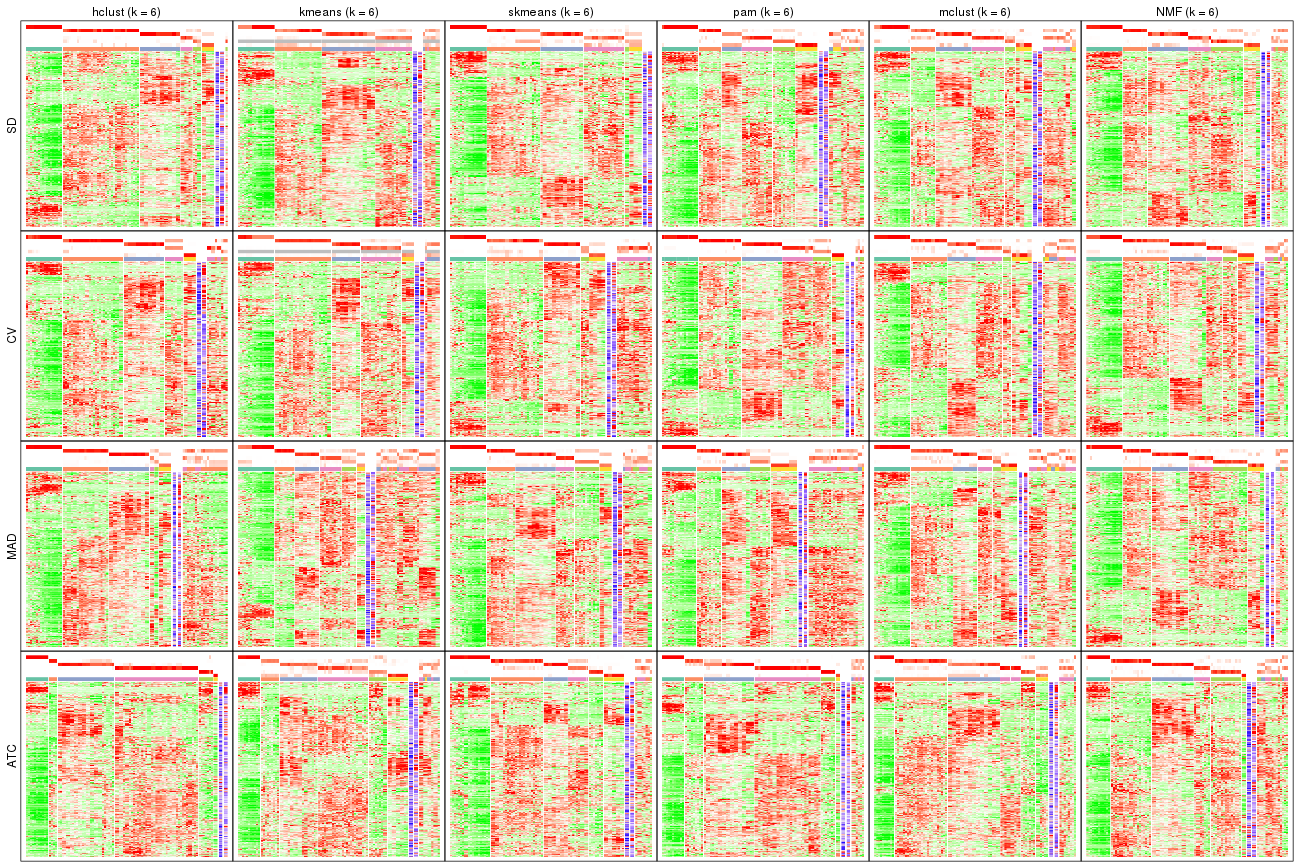 hclust (k = 6) kmeans (k = 6) skmeans (k = 6) pam (k = 6) mclust (k = 6) NMF (k = 6)
SD
CV
MAD
ATC